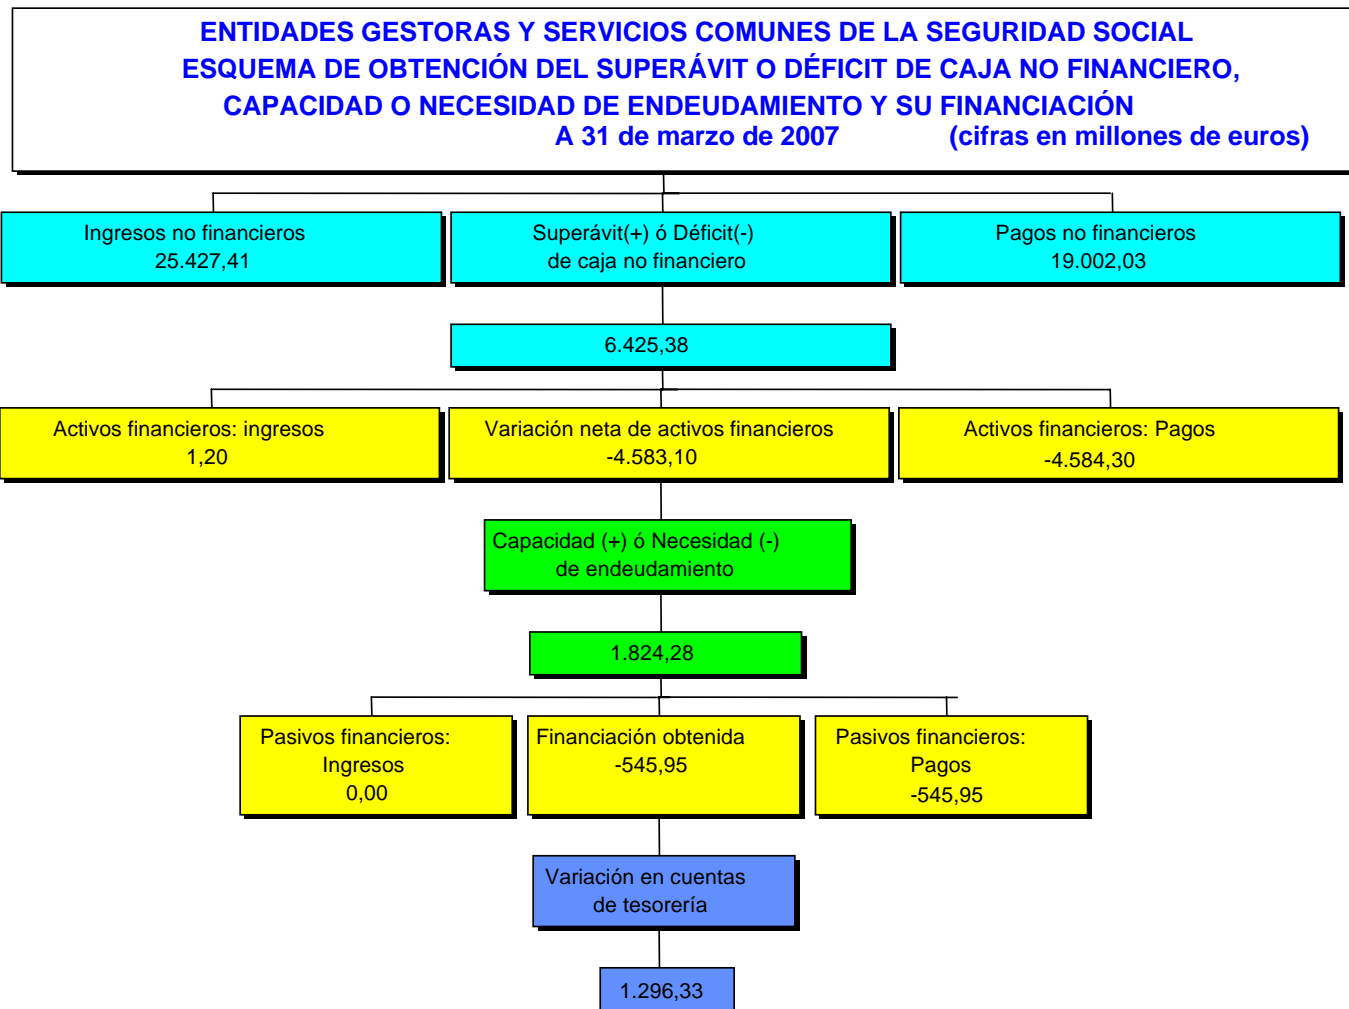 ENTIDADES GESTORAS Y SERVICIOS COMUNES DE LA SEGURIDAD SOCIAL
ESQUEMA DE OBTENCIÓN DEL SUPERÁVIT O DÉFICIT DE CAJA NO FINANCIERO,
CAPACIDAD O NECESIDAD DE ENDEUDAMIENTO Y SU FINANCIACIÓN
A 31 de marzo de 2007 (cifras en millones de euros)
Ingresos no financieros
25.427,41
Superávit(+) ó Déficit(-)
de caja no financiero
Pagos no financieros
19.002,03
6.425,38
Activos financieros: ingresos
1,20
Variación neta de activos financieros
-4.583,10
Activos financieros: Pagos
-4.584,30
Capacidad (+) ó Necesidad (-)
de endeudamiento
1.824,28
Pasivos financieros:
Ingresos
0,00
Financiación obtenida
-545,95
Pasivos financieros:
Pagos
-545,95
Variación en cuentas
de tesorería
1.296,33